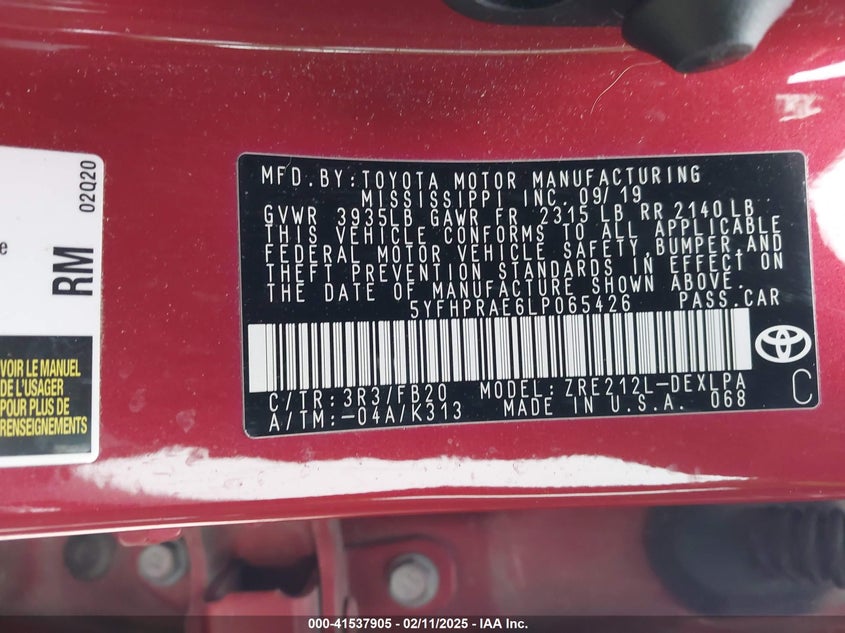 MFD.BY:TOYOTA MOTOR MANUFACTURING
MISSISSIPPI INC. 09/19
GVWR 3935LB GAWR FR 2315 LB RR 2140 LB
THIS VEHICLE CONFORMS TO ALL APPLICABLE
FEDERAL MOTOR VEHICLE SAFETY, BUMPER, AND
THEFT PREVENTION STANDARDS IN EFFECT ON
THE DATE OF MANUFACTURE SHOWN ABOVE.
5YFHPRAE6LP065426 PASS.CAR
C/TR:3R3/FB20 MODEL: ZRE212L-DEXLPA
A/TM:-04A/K313 MADE IN U.S.A. 068
C
e
RM
02Q20
VOIR LE MANUEL
D'L'USAGER
POUR PLUS DE
RENSEIGNEMENTS
000-41537905 - 02/11/2025 - IAA Inc.